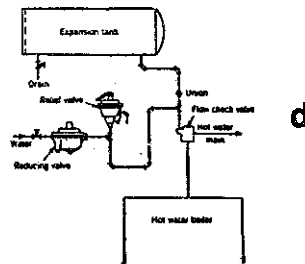 Expansion tank
Drain
Relief valve
Union
Flow check valve
Hot water
main
Water
Reducing valve
Hot water boiler
d